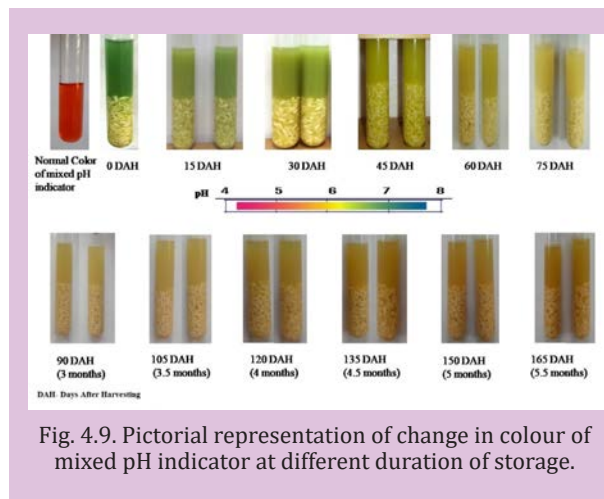 Normal Color
of mixed pH
indicator
0 DAH
15 DAH
30 DAH
45 DAH
60 DAH
75 DAH
pH
4 5 6 7 8
90 DAH
(3 months)
105 DAH
(3.5 months)
120 DAH
(4 months)
135 DAH
(4.5 months)
150 DAH
(5 months)
165 DAH
(5.5 months)
DAH- Days After Harvesting
Fig. 4.9. Pictorial representation of change in colour of
mixed pH indicator at different duration of storage.